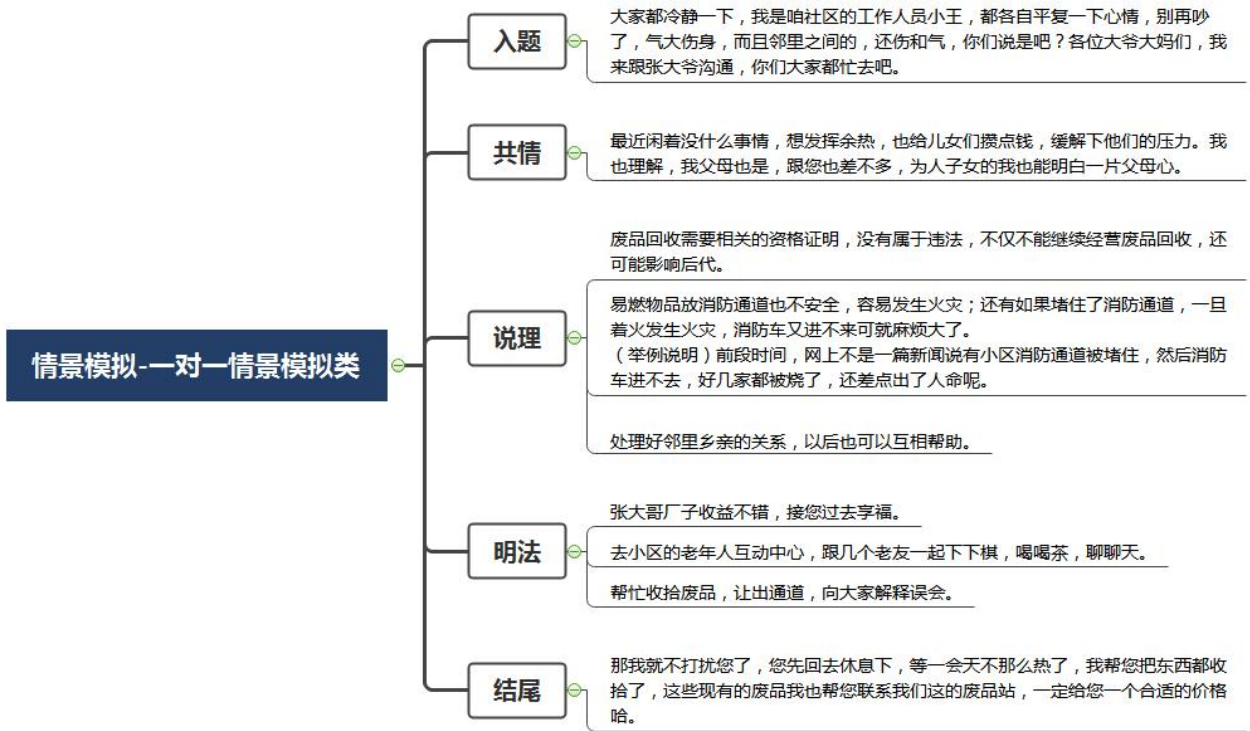 入题
大家都冷静一下，我是咱社区的工作人员小王，都各自平复一下心情，别再吵
了，气大伤身，而且邻里之间的，还伤和气，你们说是吧？各位大爷大妈们，我
来跟张大爷沟通，你们大家都忙去吧。
共情
最近闲着没什么事情，想发挥余热，也给儿女们攒点钱，缓解下他们的压力。我
也理解，我父母也是，跟您也差不多，为人子女的我也能明白一片父母心。
情景模拟-一对一情景模拟类
说理
废品回收需要相关的资格证明，没有属于违法，不仅不能继续经营废品回收，还
可能影响后代。
易燃物品放消防通道也不安全，容易发生火灾；还有如果堵住了消防通道，一旦
着火发生火灾，消防车又进不来可就麻烦大了。
（举例说明）前段时间，网上不是一篇新闻说有小区消防通道被堵住，然后消防
车进不去，好几家都被烧了，还差点出了人命呢。
处理好邻里乡亲的关系，以后也可以互相帮助。
明法
张大哥厂子收益不错，接您过去享福。
去小区的老年人互动中心，跟几个老友一起下下棋，喝喝茶，聊聊天。
帮忙收拾废品，让出通道，向大家解释误会。
结尾
那我就不打扰您了，您先回去休息下，等一会天不那么热了，我帮您把东西都收
拾了，这些现有的废品我也帮您联系我们这的废品站，一定给您一个合适的价格
哈。